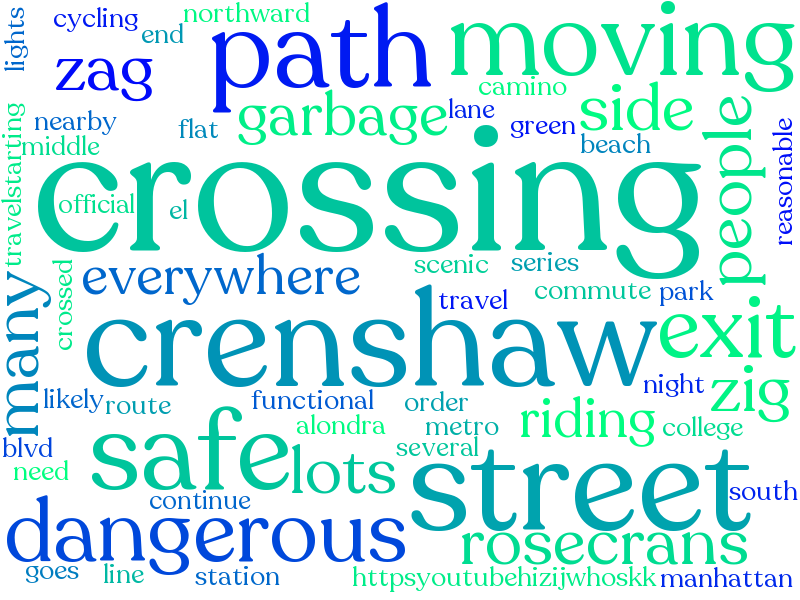 lights
cycling
end
northward
path
moving
zag
camino
garbage
lane
side
nearby
flat
green
middle
beach
people
reasonable
travelstarting
crossing
official
el
everywhere
scenic
series
crossed
travel
commute
park
many
crenshaw
exit
likely
route
functional
order
night
zig
safe
alondra
metro
riding
college
blvd
several
need
lots
street
south
continue
dangerous
rosecrans
goes
line
station
httpsyoutubehizijwhoskk
manhattan